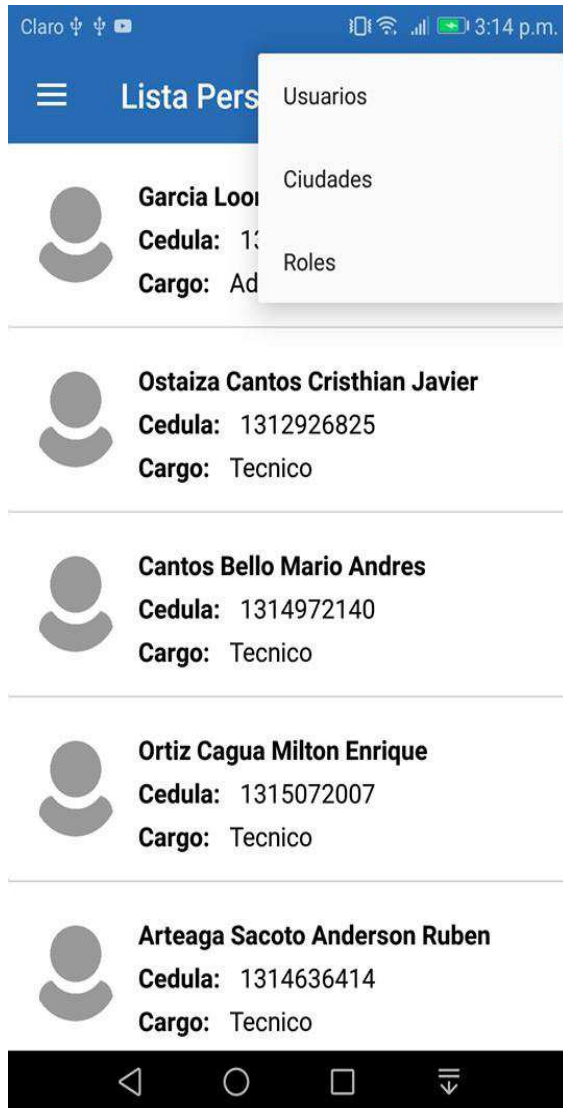 Claro 3:14 p.m.
Lista Pers
Usuarios
Ciudades
Roles
Garcia Loor
Cedula: 13
Cargo: Ad
Ostaiza Cantos Cristhian Javier
Cedula: 1312926825
Cargo: Tecnico
Cantos Bello Mario Andres
Cedula: 1314972140
Cargo: Tecnico
Ortiz Cagua Milton Enrique
Cedula: 1315072007
Cargo: Tecnico
Arteaga Sacoto Anderson Ruben
Cedula: 1314636414
Cargo: Tecnico